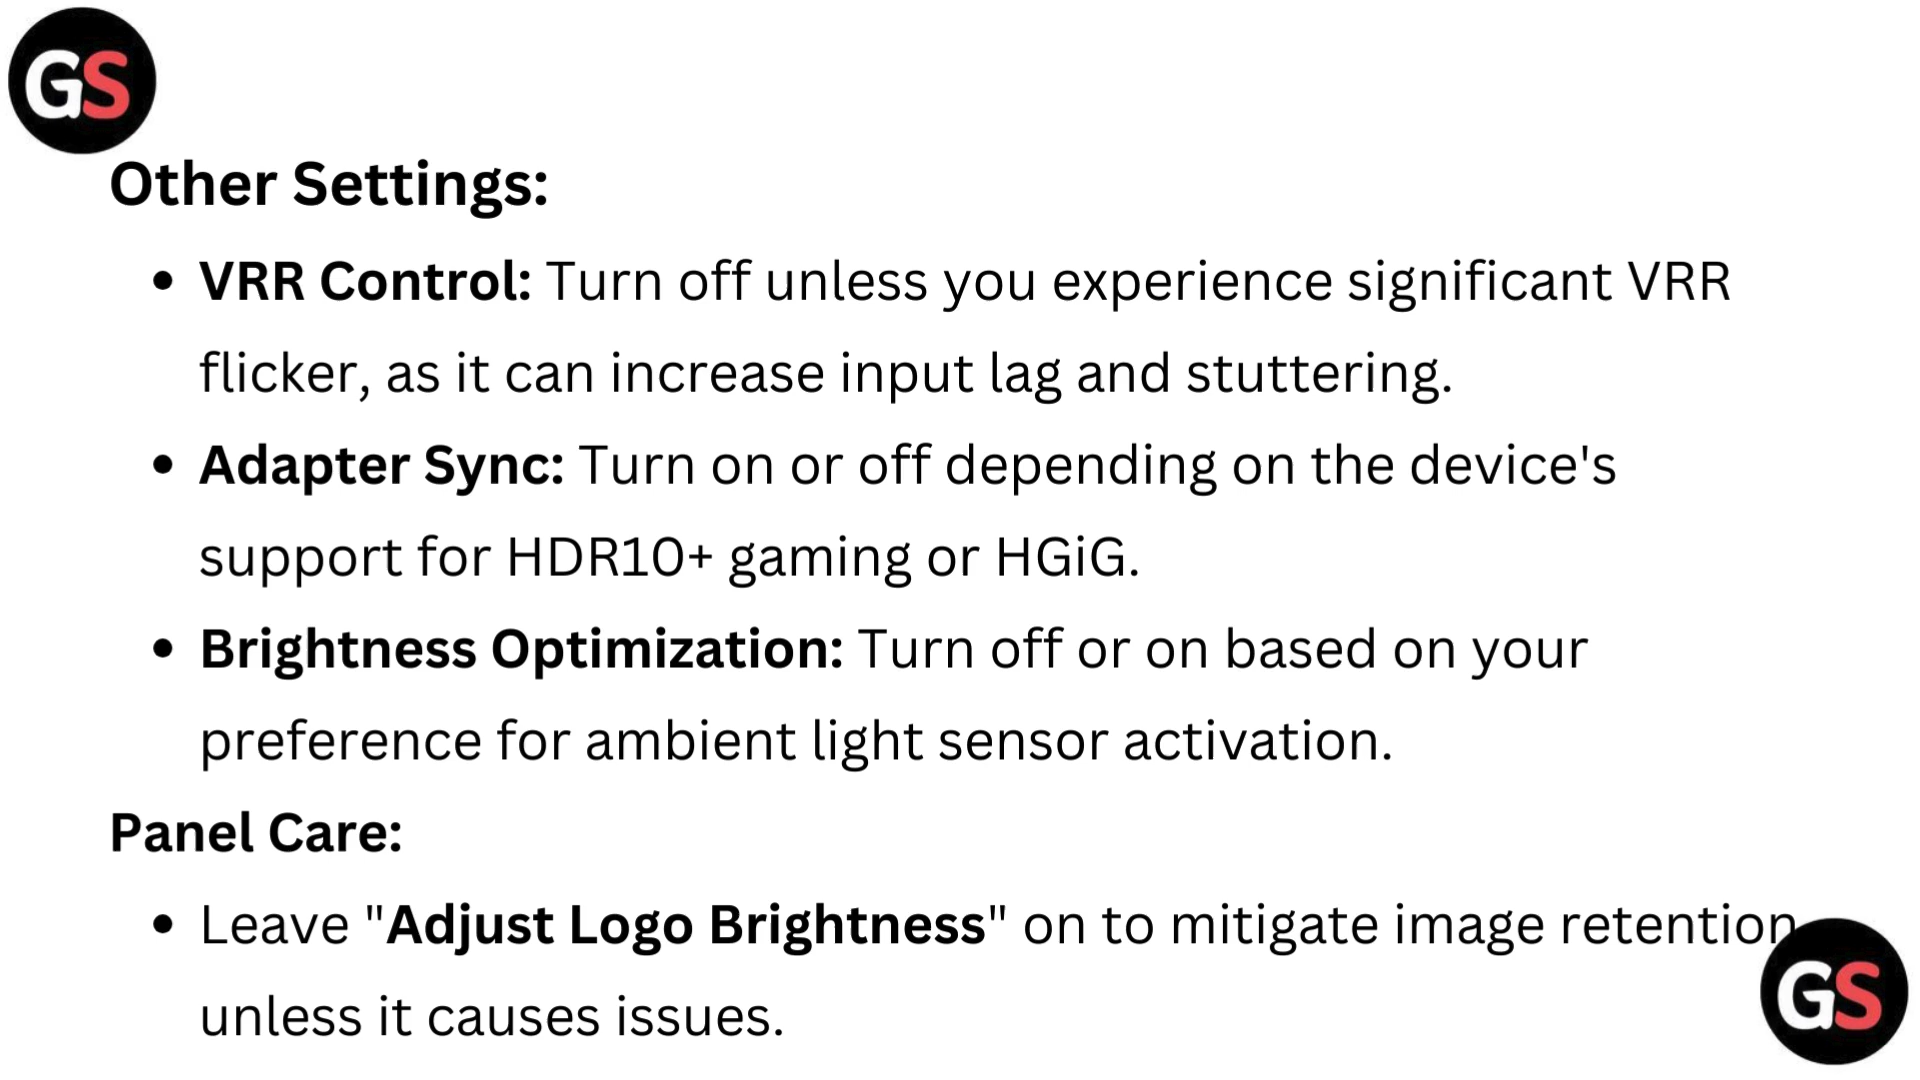 GS
Other Settings:
• VRR Control: Turn off unless you experience significant VRR
flicker, as it can increase input lag and stuttering.
• Adapter Sync: Turn on or off depending on the device's
support for HDR10+ gaming or HGiG.
• Brightness Optimization: Turn off or on based on your
preference for ambient light sensor activation.
Panel Care:
• Leave "Adjust Logo Brightness" on to mitigate image retention
unless it causes issues.
GS